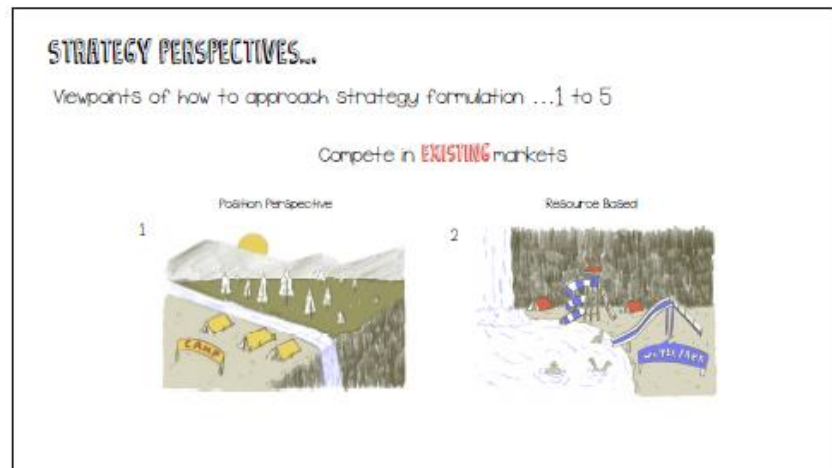 STRATEGY PERSPECTIVES...
Viewpoints of how to approach strategy formulation ...1 to 5
Compete in EXISTING markets
Position Perspective
Resource Based
1
2
CAMP
WATER PARK